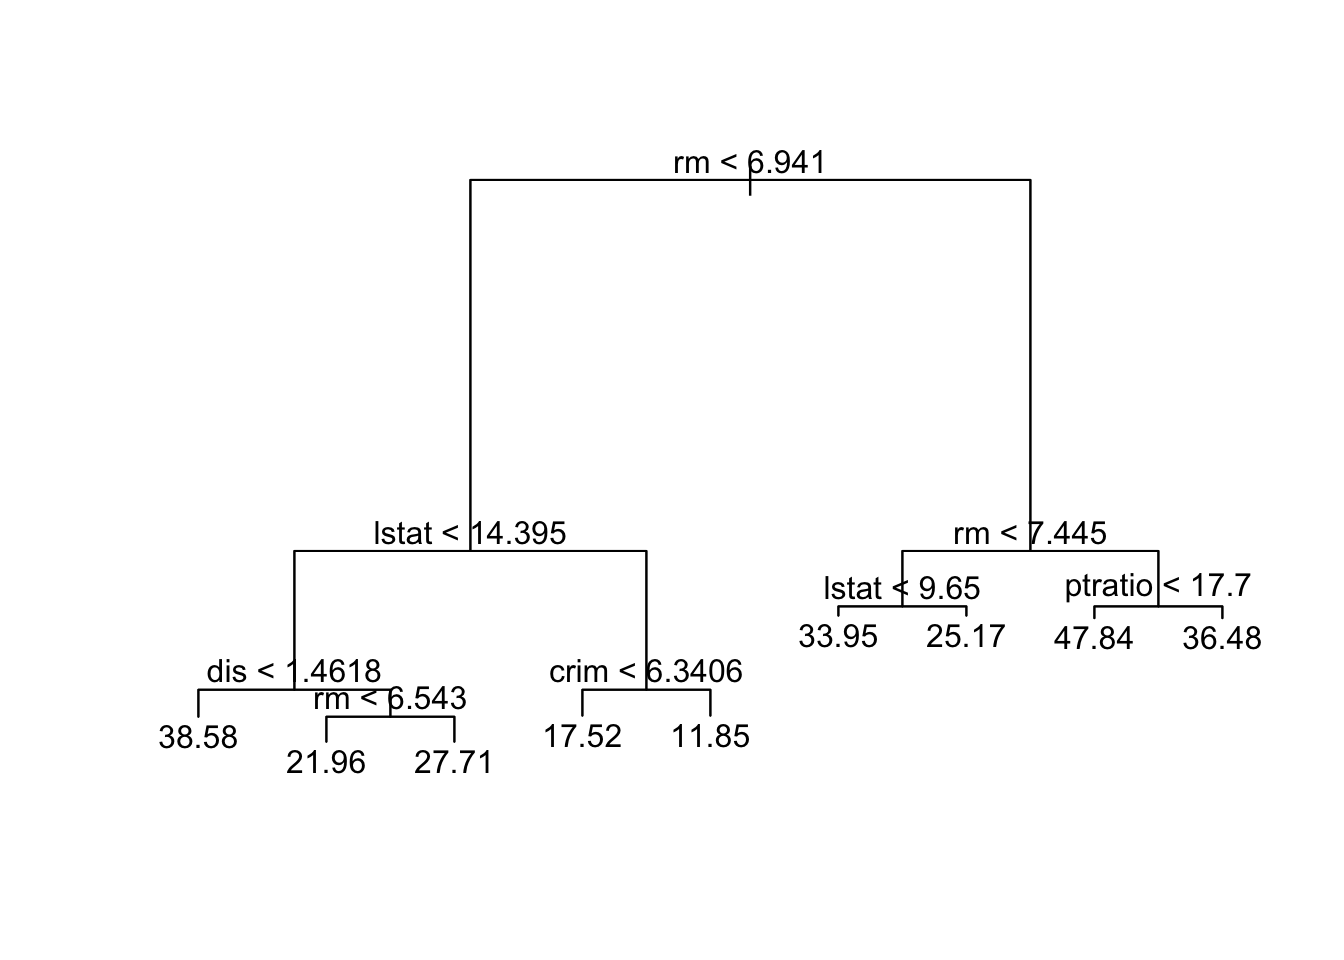 rm < 6.941
lstat < 14.395
rm < 7.445
lstat < 9.65
ptratio < 17.7
33.95
25.17
47.84
36.48
dis < 1.4618
crim < 6.3406
rm < 6.543
38.58
17.52
11.85
21.96
27.71